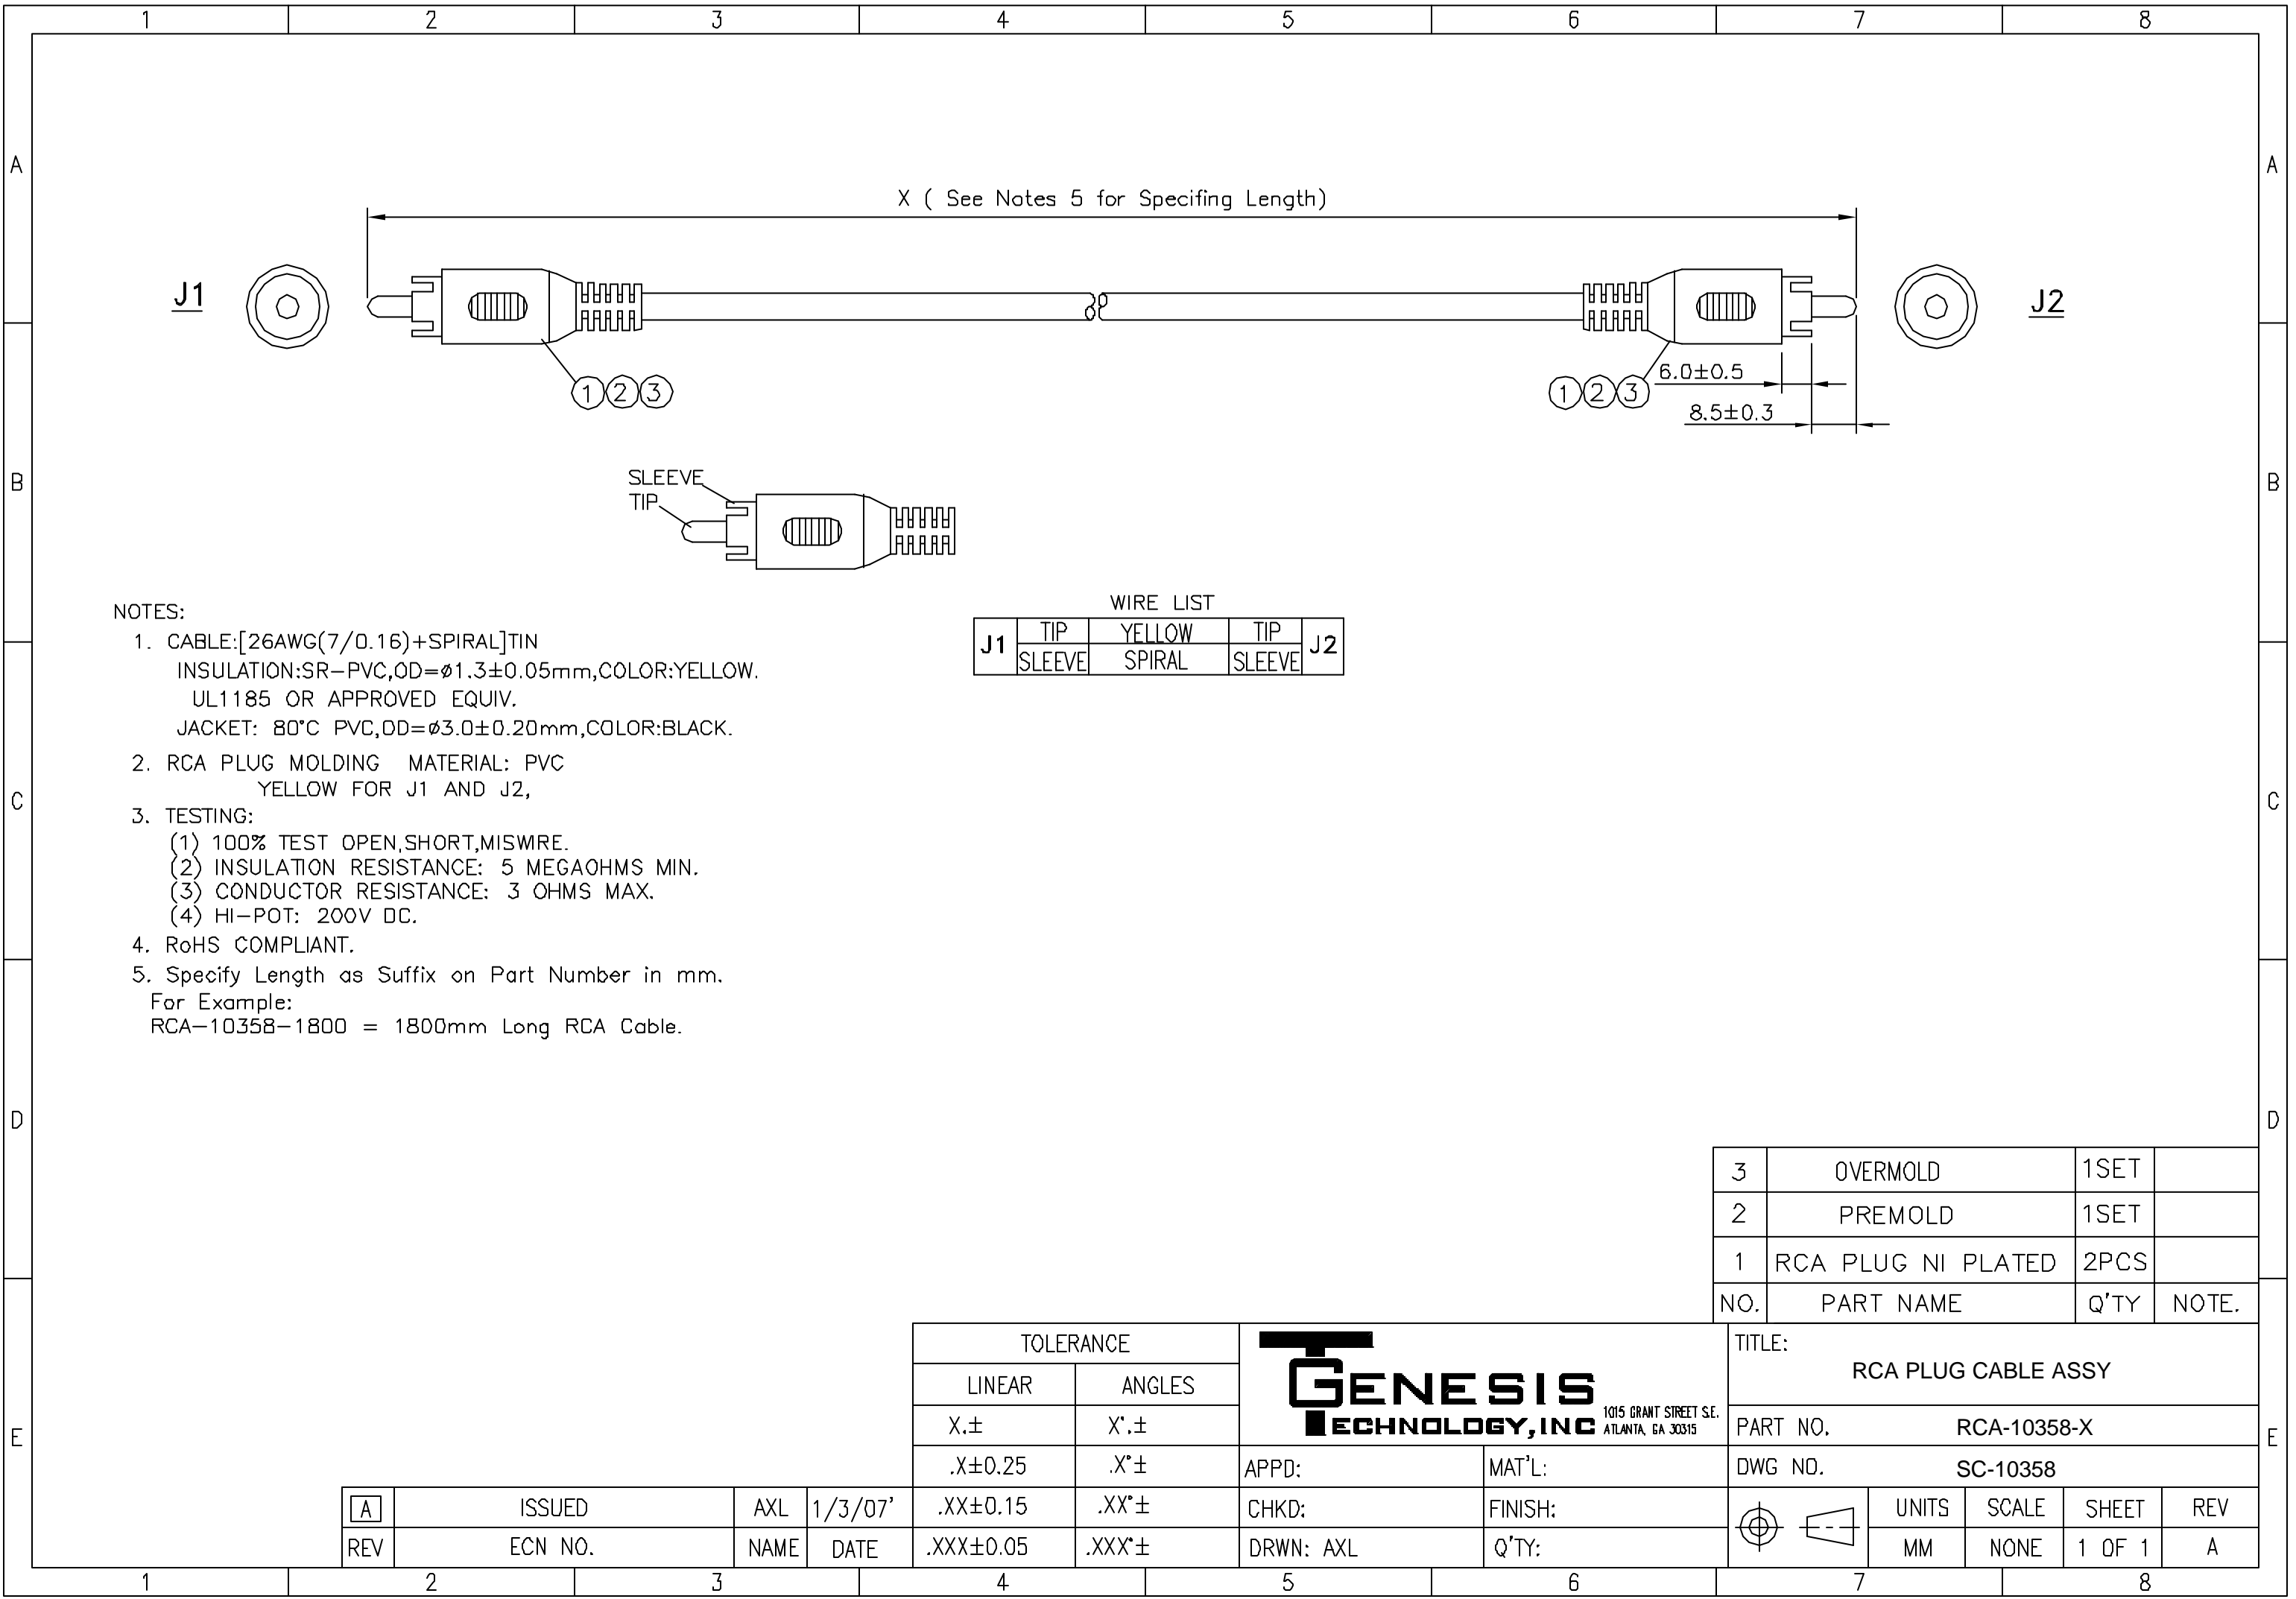 1 2 3 4 5 6 7 8
A A
X ( See Notes 5 for Specifing Length)
J1 J2
1 2 3
1 2 3
6.0±0.5
8.5±0.3
B B
SLEEVE
TIP
WIRE LIST
J1 TIP YELLOW TIP J2
SLEEVE SPIRAL SLEEVE
NOTES:
1. CABLE:[26AWG(7/0.16)+SPIRAL]TIN
INSULATION:SR-PVC,OD=ø1.3±0.05mm,COLOR:YELLOW.
UL1185 OR APPROVED EQUIV.
JACKET: 80°C PVC,OD=ø3.0±0.20mm,COLOR:BLACK.
2. RCA PLUG MOLDING MATERIAL: PVC
YELLOW FOR J1 AND J2,
C C
3. TESTING:
(1) 100% TEST OPEN,SHORT,MISWIRE.
(2) INSULATION RESISTANCE: 5 MEGAOHMS MIN.
(3) CONDUCTOR RESISTANCE: 3 OHMS MAX.
(4) HI-POT: 200V DC.
4. RoHS COMPLIANT.
5. Specify Length as Suffix on Part Number in mm.
For Example:
RCA-10358-1800 = 1800mm Long RCA Cable.
D D
3 OVERMOLD 1SET
2 PREMOLD 1SET
1 RCA PLUG NI PLATED 2PCS
NO. PART NAME Q'TY NOTE.
TOLERANCE
LINEAR ANGLES
X.± X°.±
.X±0.25 .X°±
.XX±0.15 .XX°±
.XXX±0.05 .XXX°±
GENESIS
TECHNOLOGY,INC
1015 GRANT STREET S.E.
ATLANTA, GA 30315
TITLE:
RCA PLUG CABLE ASSY
PART NO. RCA-10358-X
DWG NO. SC-10358
E E
APPD: MAT'L:
CHKD: FINISH:
DRWN: AXL Q'TY:
UNITS SCALE SHEET REV
MM NONE 1 OF 1 A
A ISSUED AXL 1/3/07'
REV ECN NO. NAME DATE
1 2 3 4 5 6 7 8